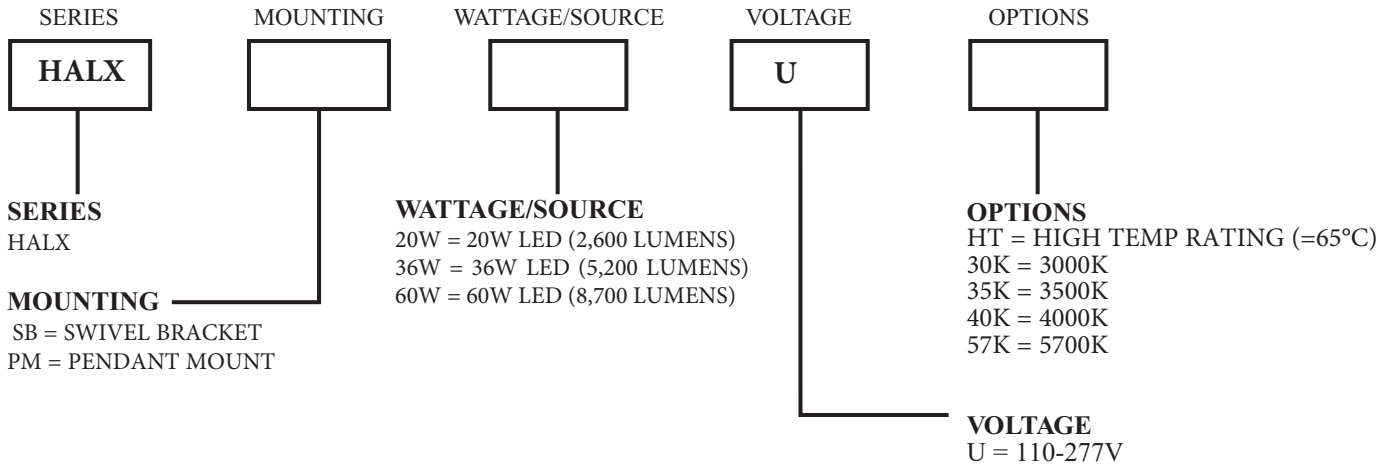 SERIES MOUNTING WATTAGE/SOURCE VOLTAGE OPTIONS
HALX U
SERIES
HALX
MOUNTING
SB = SWIVEL BRACKET
PM = PENDANT MOUNT
WATTAGE/SOURCE
20W = 20W LED (2,600 LUMENS)
36W = 36W LED (5,200 LUMENS)
60W = 60W LED (8,700 LUMENS)
OPTIONS
HT = HIGH TEMP RATING (=65°C)
30K = 3000K
35K = 3500K
40K = 4000K
57K = 5700K
VOLTAGE
U = 110-277V